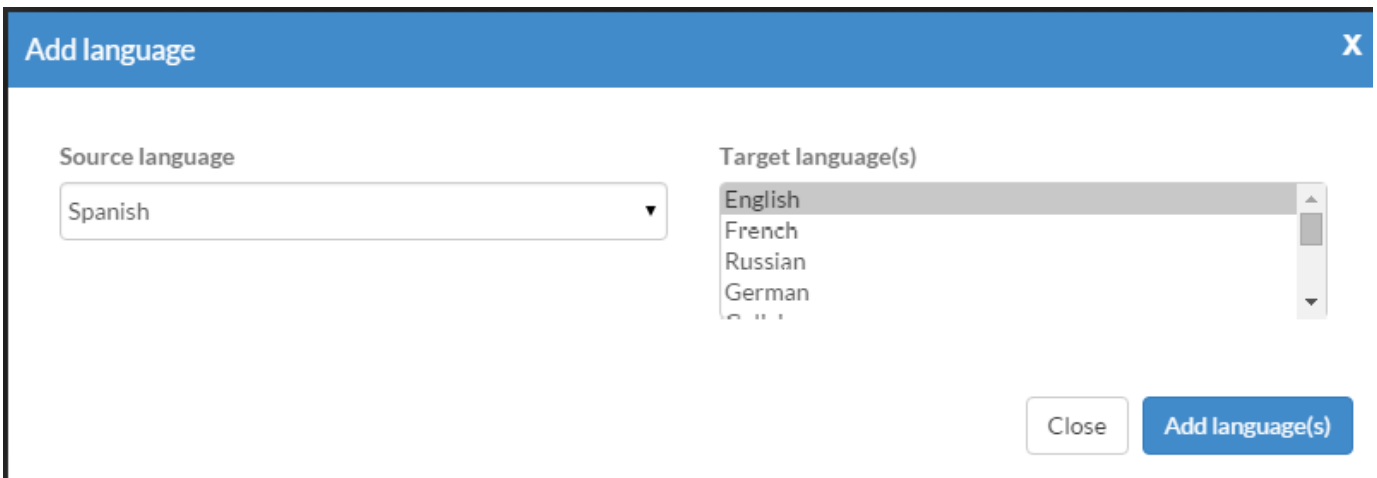 Add language
X
Source language
Target language(s)
Spanish
English
French
Russian
German
Close
Add language(s)